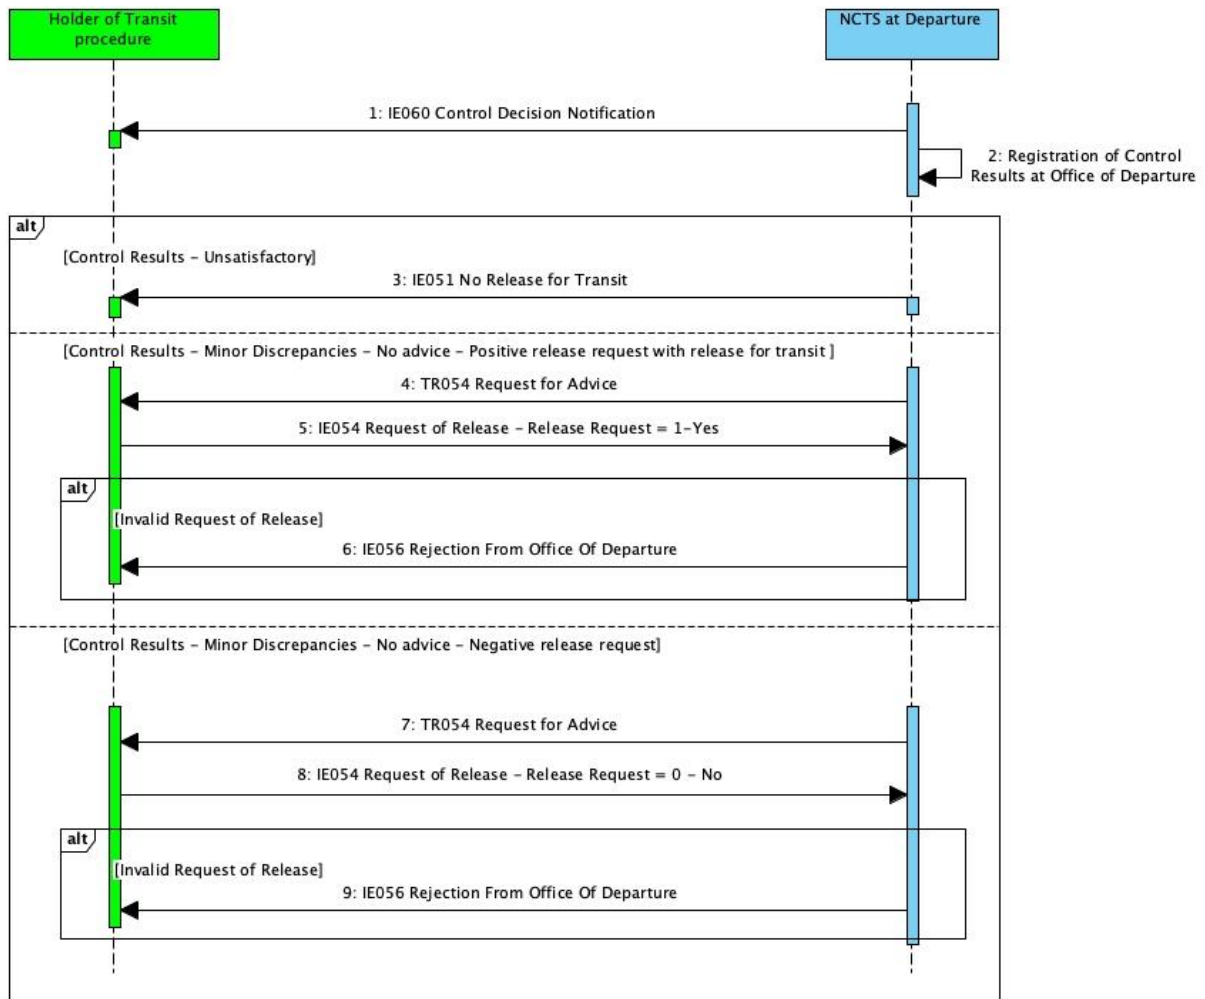 Holder of Transit
procedure
NCTS at Departure
1: IE060 Control Decision Notification
2: Registration of Control
Results at Office of Departure
alt
[Control Results – Unsatisfactory]
3: IE051 No Release for Transit
[Control Results – Minor Discrepancies – No advice – Positive release request with release for transit ]
4: TR054 Request for Advice
5: IE054 Request of Release – Release Request = 1–Yes
alt
[Invalid Request of Release]
6: IE056 Rejection From Office Of Departure
[Control Results – Minor Discrepancies – No advice – Negative release request]
7: TR054 Request for Advice
8: IE054 Request of Release – Release Request = 0 – No
alt
[Invalid Request of Release]
9: IE056 Rejection From Office Of Departure